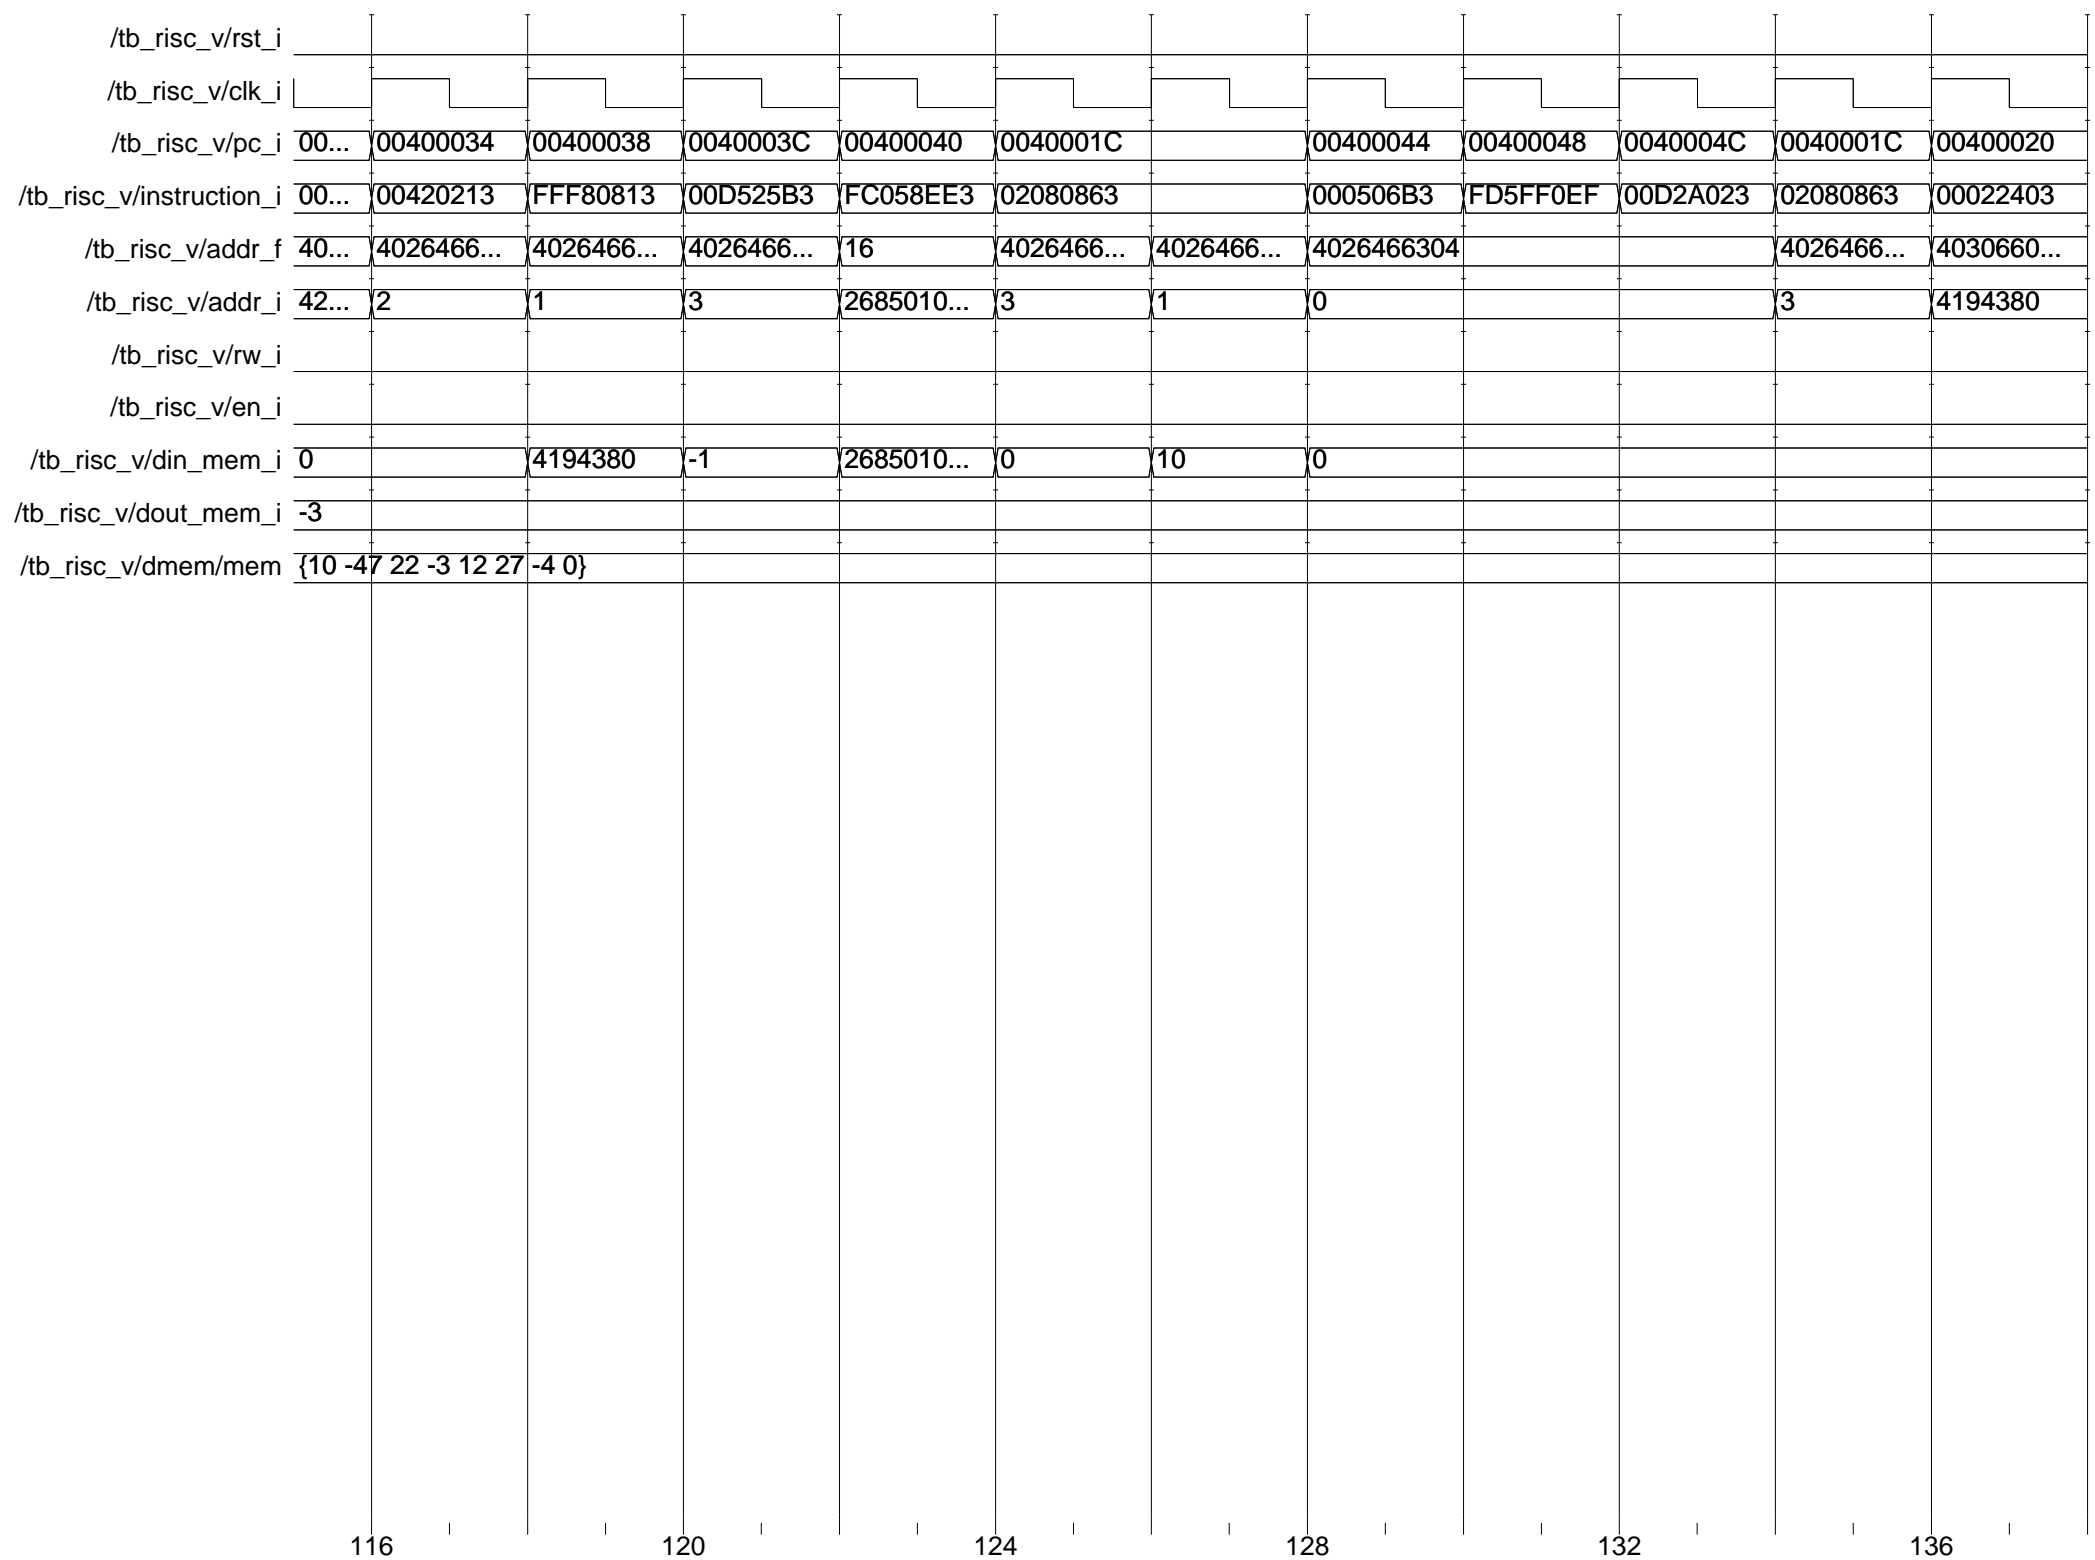 /tb_risc_v/rst_i
/tb_risc_v/clk_i
/tb_risc_v/pc_i 00... 00400034 00400038 0040003C 00400040 0040001C 00400044 00400048 0040004C 0040001C 00400020
/tb_risc_v/instruction_i 00... 00420213 FFF80813 00D525B3 FC058EE3 02080863 000506B3 FD5FF0EF 00D2A023 02080863 00022403
/tb_risc_v/addr_f 40... 4026466... 4026466... 4026466... 16 4026466... 4026466... 4026466304 4026466... 4030660...
/tb_risc_v/addr_i 42... 2 1 3 2685010... 3 1 0 3 4194380
/tb_risc_v/rw_i
/tb_risc_v/en_i
/tb_risc_v/din_mem_i 0 4194380 -1 2685010... 0 10 0
/tb_risc_v/dout_mem_i -3
/tb_risc_v/dmem/mem {10 -47 22 -3 12 27 -4 0}
116 120 124 128 132 136